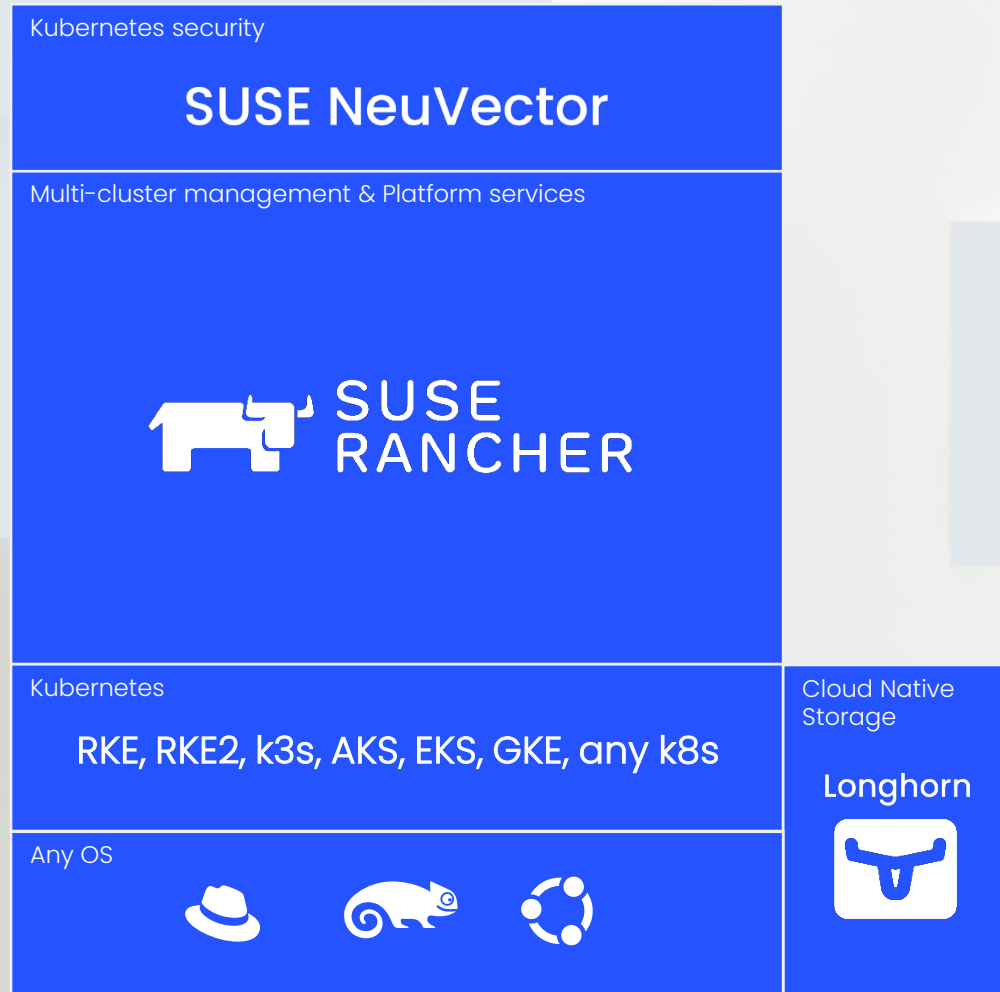 Kubernetes security
SUSE NeuVector
Multi-cluster management & Platform services
SUSE
RANCHER
Kubernetes
RKE, RKE2, k3s, AKS, EKS, GKE, any k8s
Any OS
Cloud Native
Storage
Longhorn